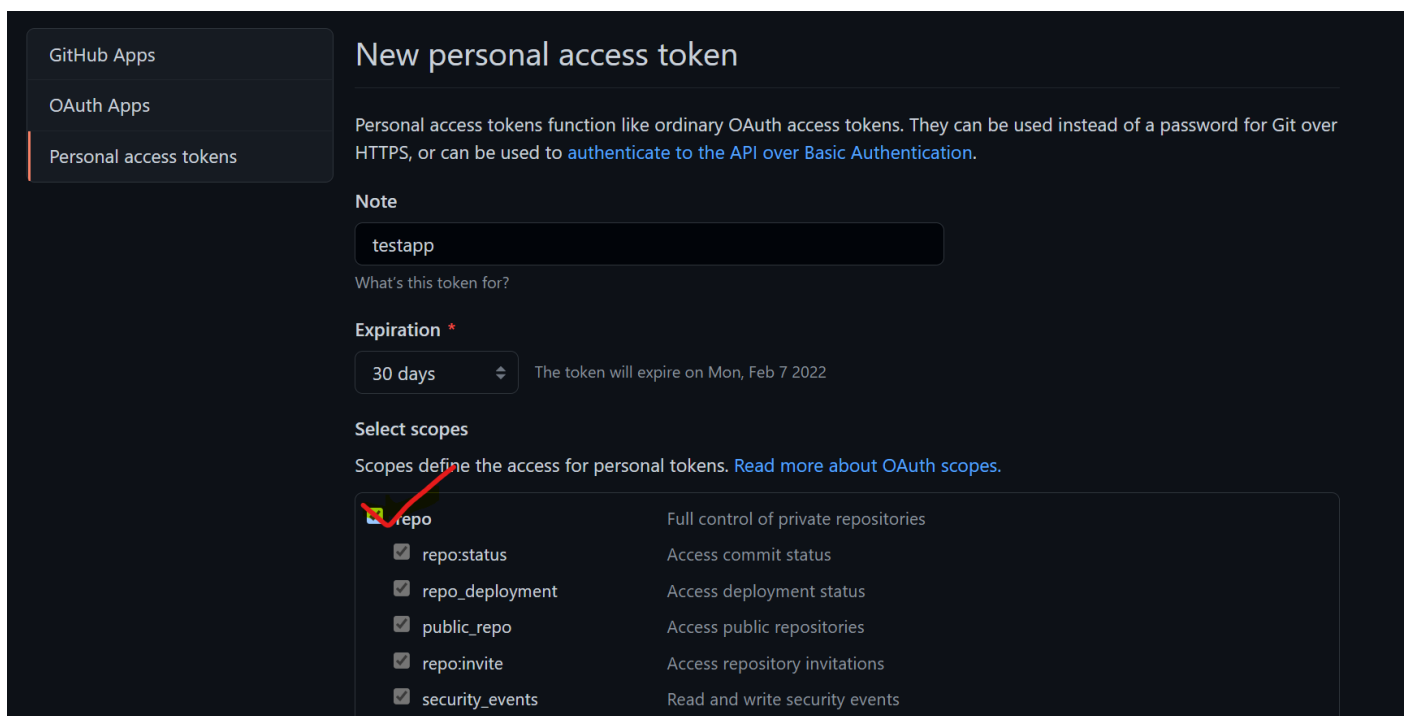 GitHub Apps
OAuth Apps
Personal access tokens
New personal access token
Personal access tokens function like ordinary OAuth access tokens. They can be used instead of a password for Git over
HTTPS, or can be used to authenticate to the API over Basic Authentication.
Note
testapp
What's this token for?
Expiration *
30 days The token will expire on Mon, Feb 7 2022
Select scopes
Scopes define the access for personal tokens. Read more about OAuth scopes.
repo Full control of private repositories
repo:status Access commit status
repo_deployment Access deployment status
public_repo Access public repositories
repo:invite Access repository invitations
security_events Read and write security events